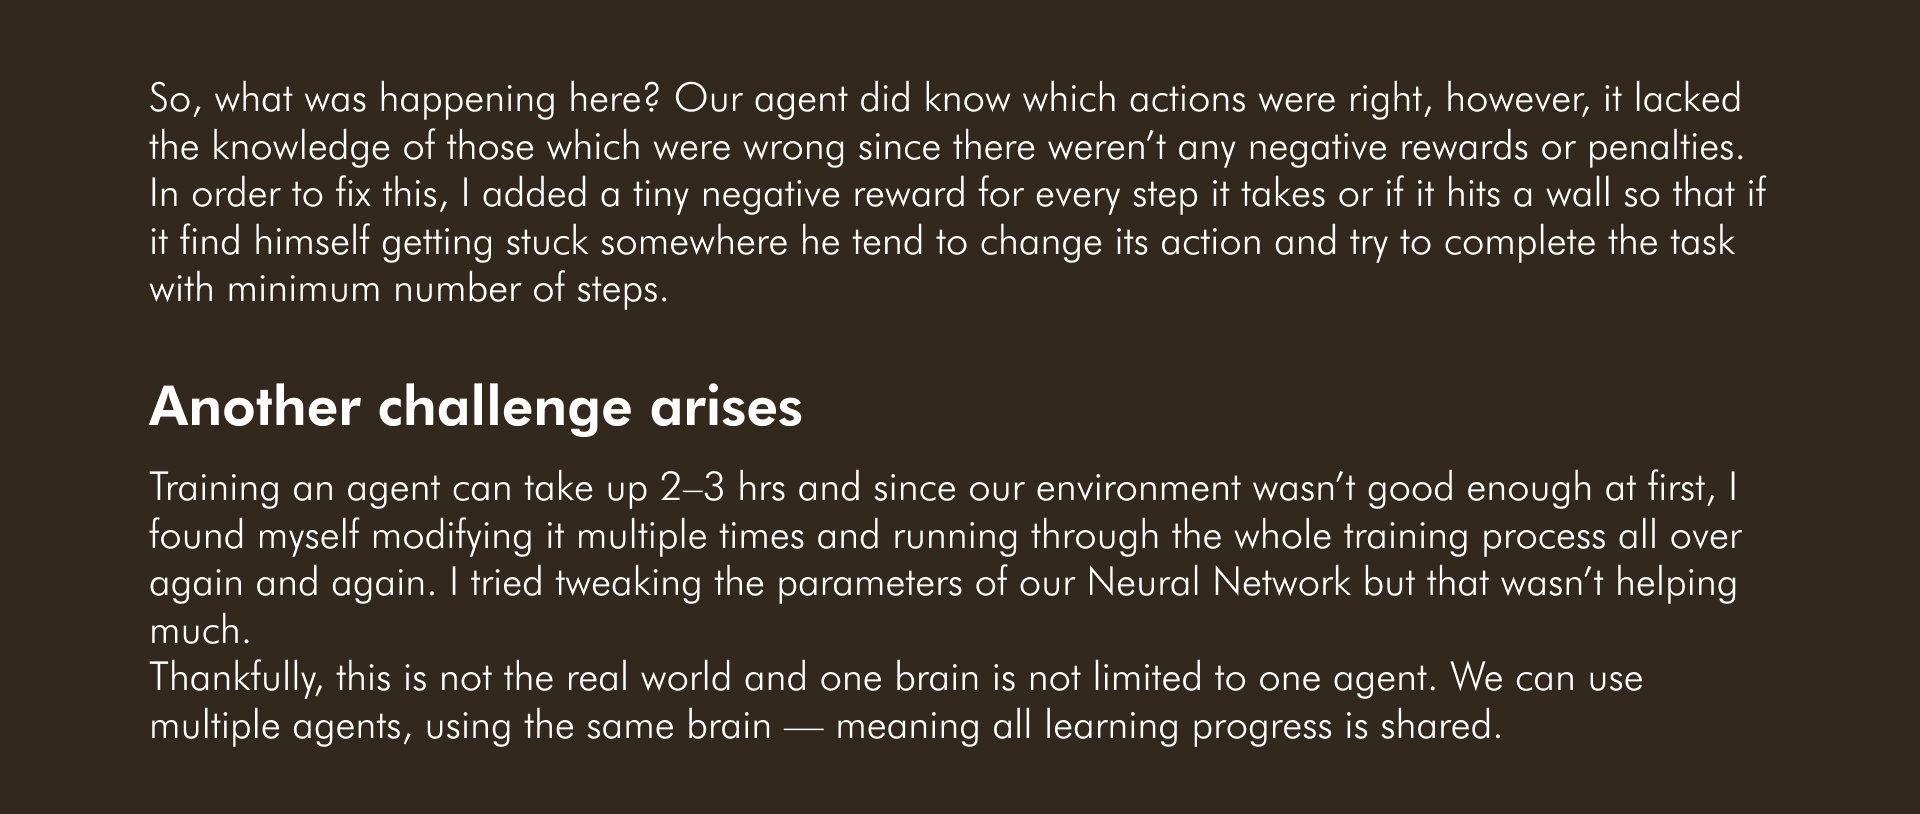 So, what was happening here? Our agent did know which actions were right, however, it lacked
the knowledge of those which were wrong since there weren’t any negative rewards or penalties.
In order to fix this, I added a tiny negative reward for every step it takes or if it hits a wall so that if
it find himself getting stuck somewhere he tend to change its action and try to complete the task
with minimum number of steps.
Another challenge arises
Training an agent can take up 2–3 hrs and since our environment wasn’t good enough at first, I
found myself modifying it multiple times and running through the whole training process all over
again and again. I tried tweaking the parameters of our Neural Network but that wasn’t helping
much.
Thankfully, this is not the real world and one brain is not limited to one agent. We can use
multiple agents, using the same brain — meaning all learning progress is shared.